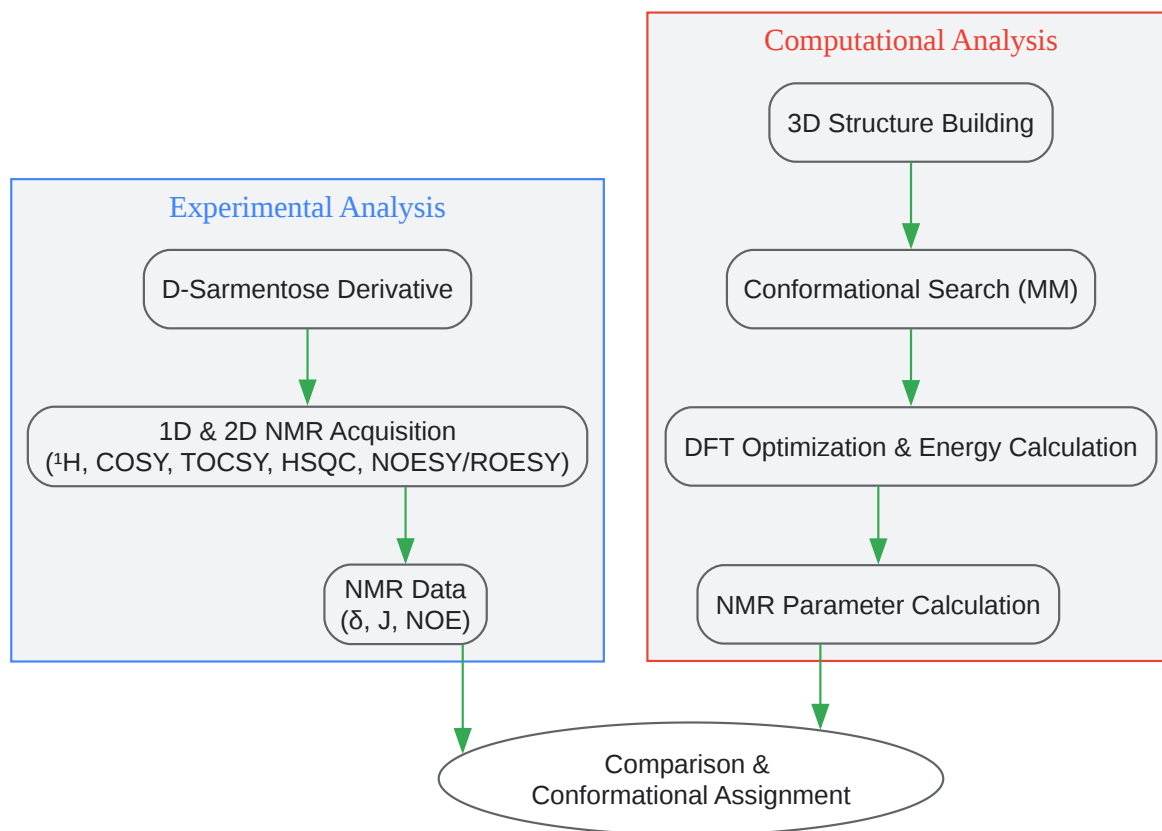 Experimental Analysis
D-Sarmentose Derivative
1D & 2D NMR Acquisition
(¹H, COSY, TOCSY, HSQC, NOESY/ROESY)
NMR Data
(δ, J, NOE)
Computational Analysis
3D Structure Building
Conformational Search (MM)
DFT Optimization & Energy Calculation
NMR Parameter Calculation
Comparison &
Conformational Assignment